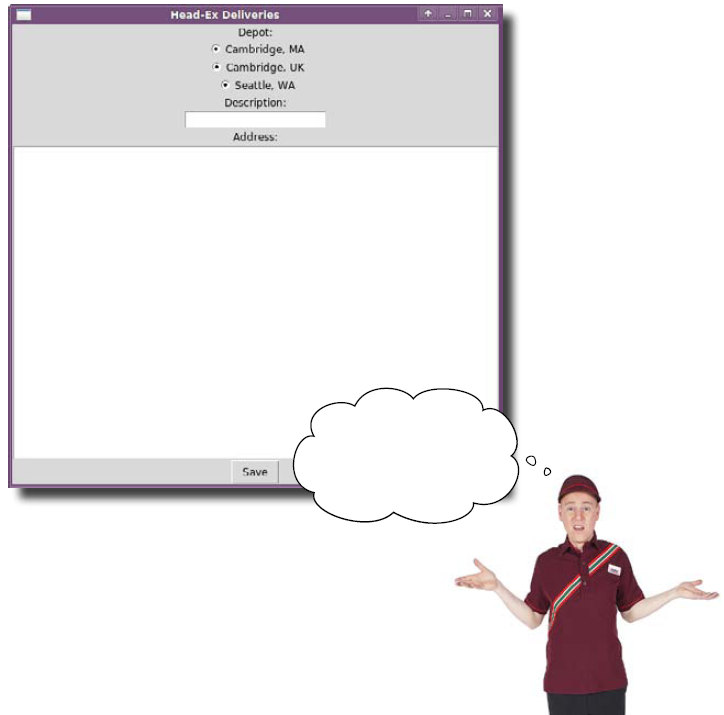 Head-Ex Deliveries
Depot:
Cambridge, MA
Cambridge, UK
Seattle, WA
Description:
Address:
Save